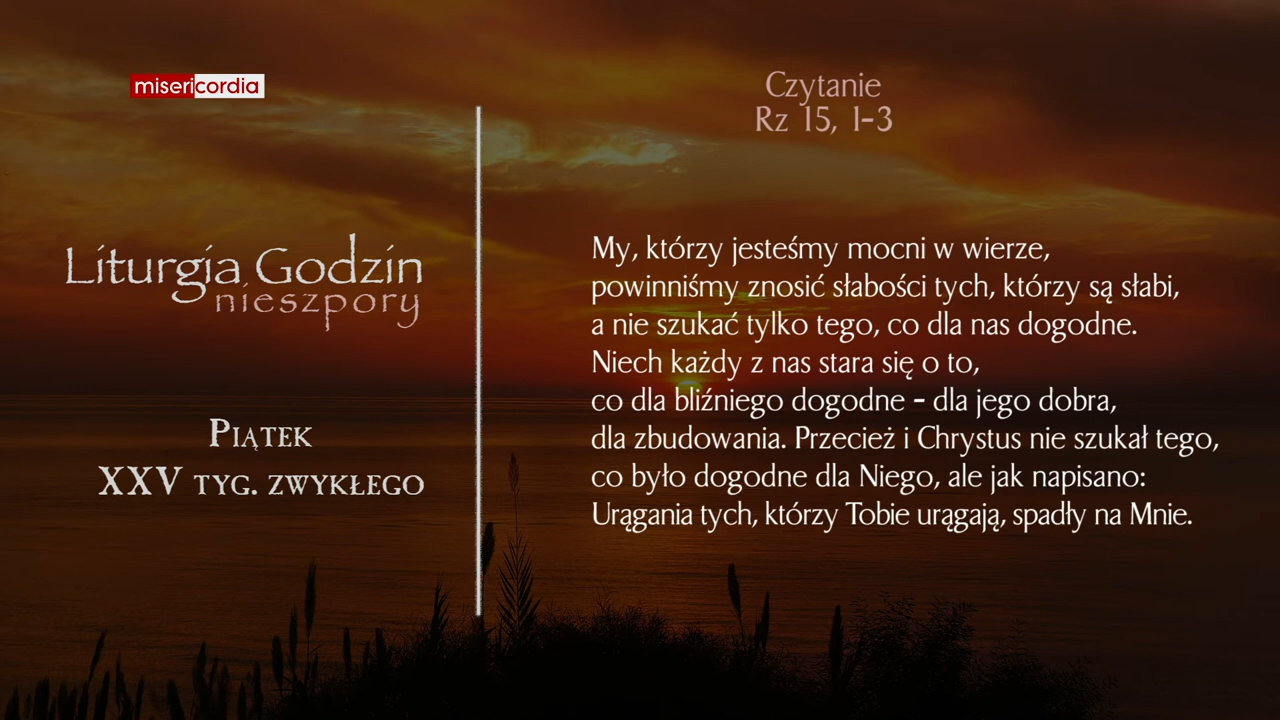 misericordia
Liturgia Godzin
nieszpory
Piątek
XXV tyg. zwykłego
Czytanie
Rz 15, 1-3
My, którzy jesteśmy mocni w wierze,
powinniśmy znosić słabości tych, którzy są słabi,
a nie szukać tylko tego, co dla nas dogodne.
Niech każdy z nas stara się o to,
co dla bliźniego dogodne - dla jego dobra,
dla zbudowania. Przecież i Chrystus nie szukał tego,
co było dogodne dla Niego, ale jak napisano:
Urągania tych, którzy Tobie urągają, spadły na Mnie.